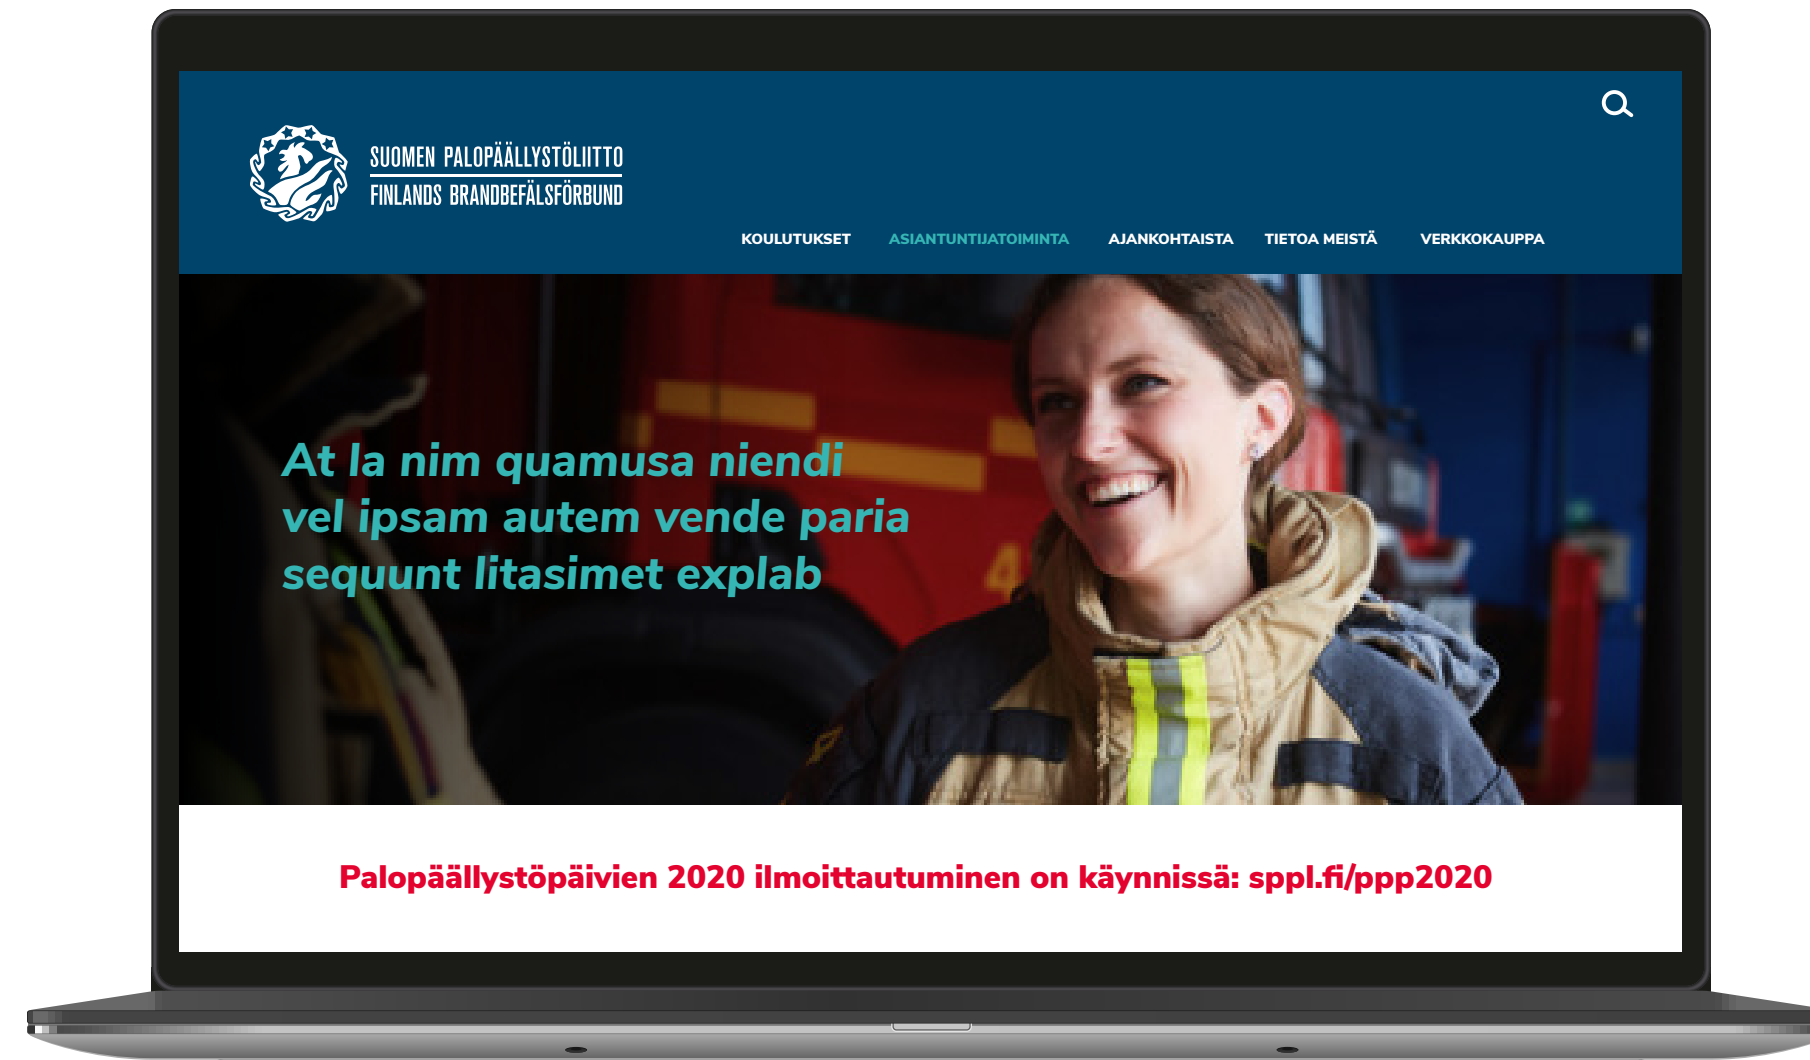 SUOMEN PALOPÄÄLLYSTÖLIITTO
FINLANDS BRANDBEFÄLSFÖRBUND
KOULUTUKSET ASIANTUNTIJATOIMINTA AJANKOHTAISTA TIETOA MEISTÄ VERKKOKAUPPA
At la nim quamusa niendi
vel ipsam autem vende paria
sequunt litasimet explab
4
Palopäällystöpäivien 2020 ilmoittautuminen on käynnissä: sppl.fi/ppp2020